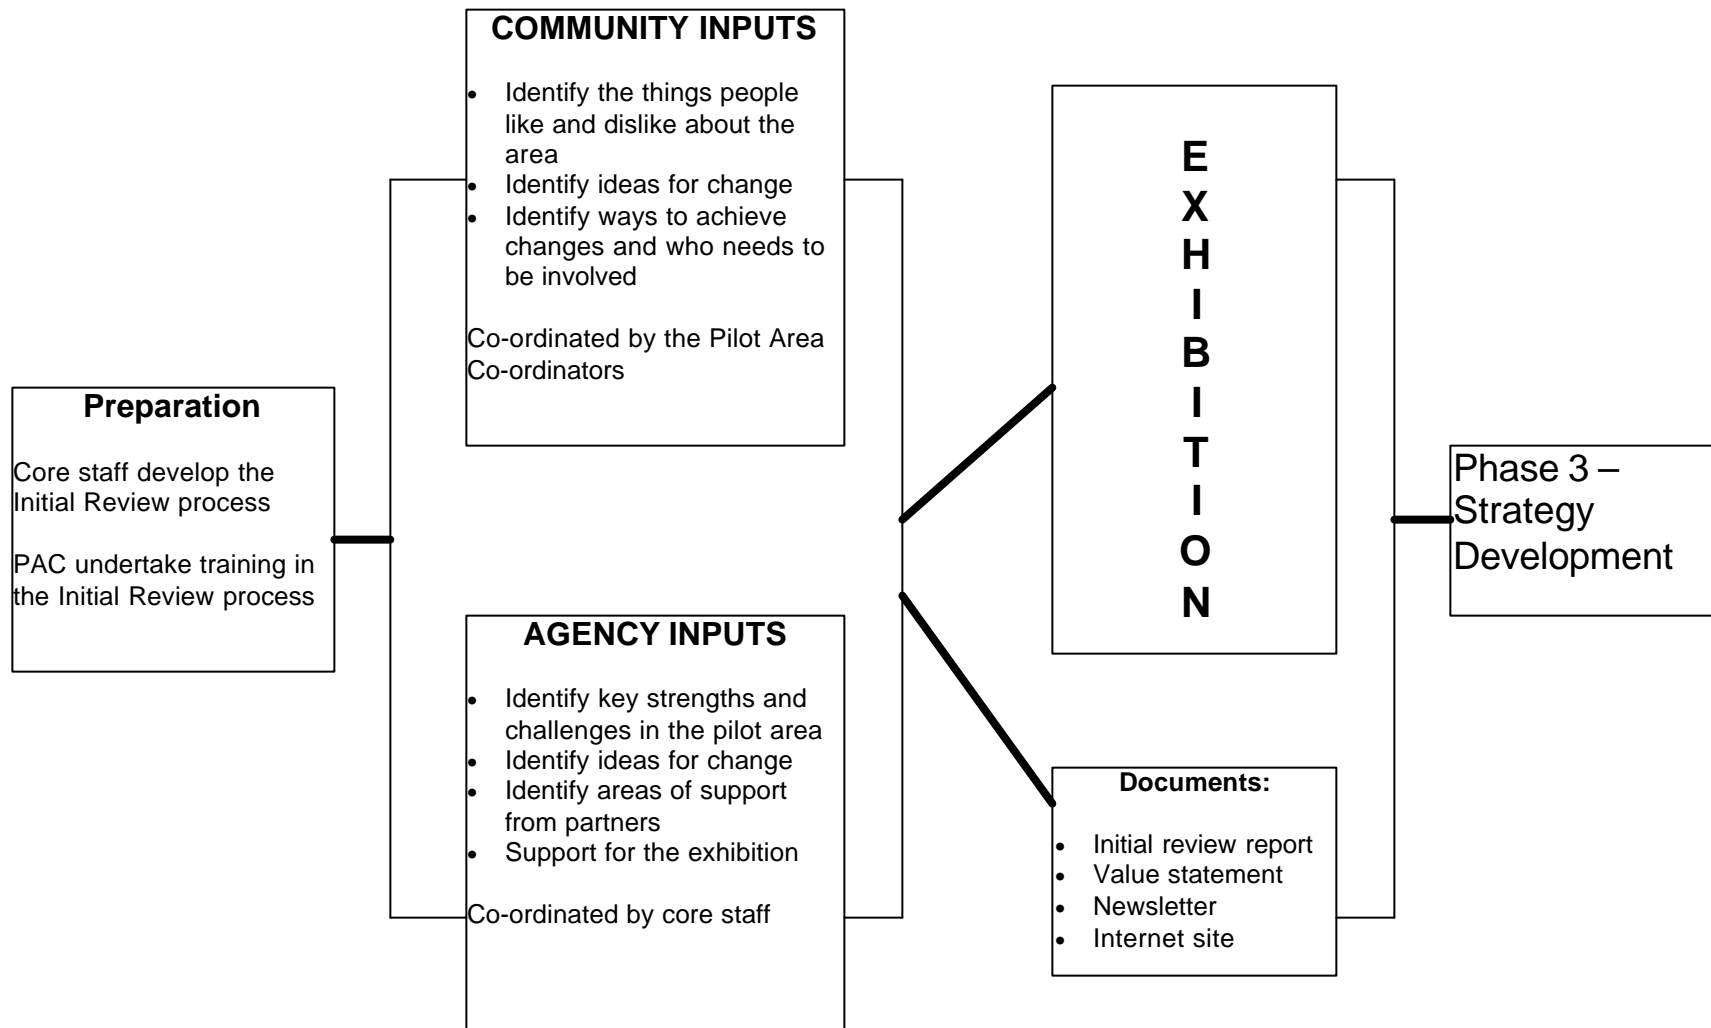 Preparation
Core staff develop the
Initial Review process
PAC undertake training in
the Initial Review process
COMMUNITY INPUTS
• Identify the things people
like and dislike about the
area
• Identify ideas for change
• Identify ways to achieve
changes and who needs to
be involved
Co-ordinated by the Pilot Area
Co-ordinators
AGENCY INPUTS
• Identify key strengths and
challenges in the pilot area
• Identify ideas for change
• Identify areas of support
from partners
• Support for the exhibition
Co-ordinated by core staff
E
X
H
I
B
I
T
I
O
N
Documents:
• Initial review report
• Value statement
• Newsletter
• Internet site
Phase 3 –
Strategy
Development